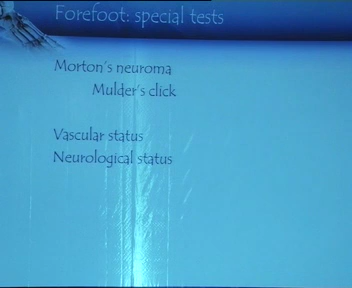 Forefoot: special tests
Morton's neuroma
Mulder's click
Vascular status
Neurological status